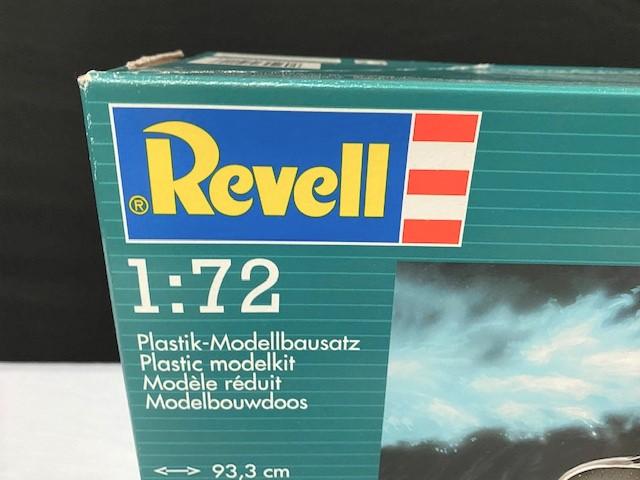 ® Revell
1:72
Plastik-Modellbausatz
Plastic modelkit
Modèle réduit
Modelbouwdoos
93,3 cm